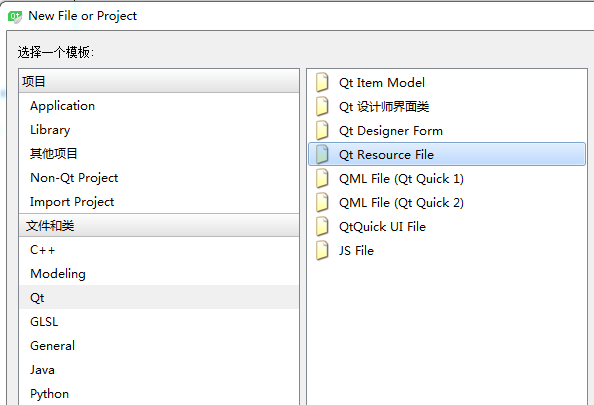 New File or Project
选择一个模板:
项目
Application
Library
其他项目
Non-Qt Project
Import Project
文件和类
C++
Modeling
Qt
GLSL
General
Java
Python
Qt Item Model
Qt 设计师界面类
Qt Designer Form
Qt Resource File
QML File (Qt Quick 1)
QML File (Qt Quick 2)
QtQuick UI File
JS File